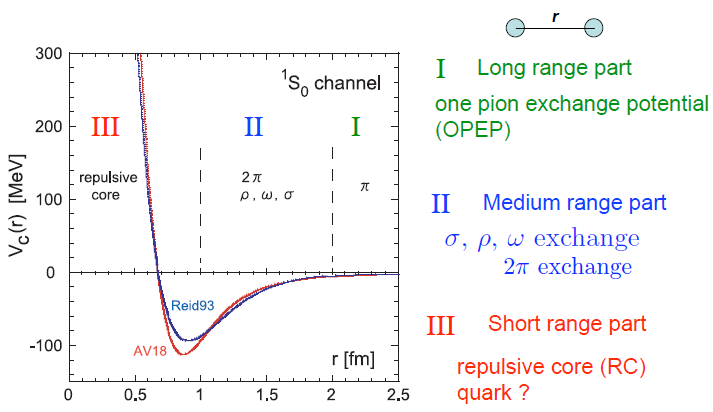 r
300
200
100
0
-100
V_C(r) [MeV]
¹S₀ channel
III
II
I
repulsive
core
2π
ρ, ω, σ
π
Reid93
AV18
r [fm]
0
0.5
1
1.5
2
2.5
I Long range part
one pion exchange potential
(OPEP)
II Medium range part
σ, ρ, ω exchange
2π exchange
III Short range part
repulsive core (RC)
quark ?